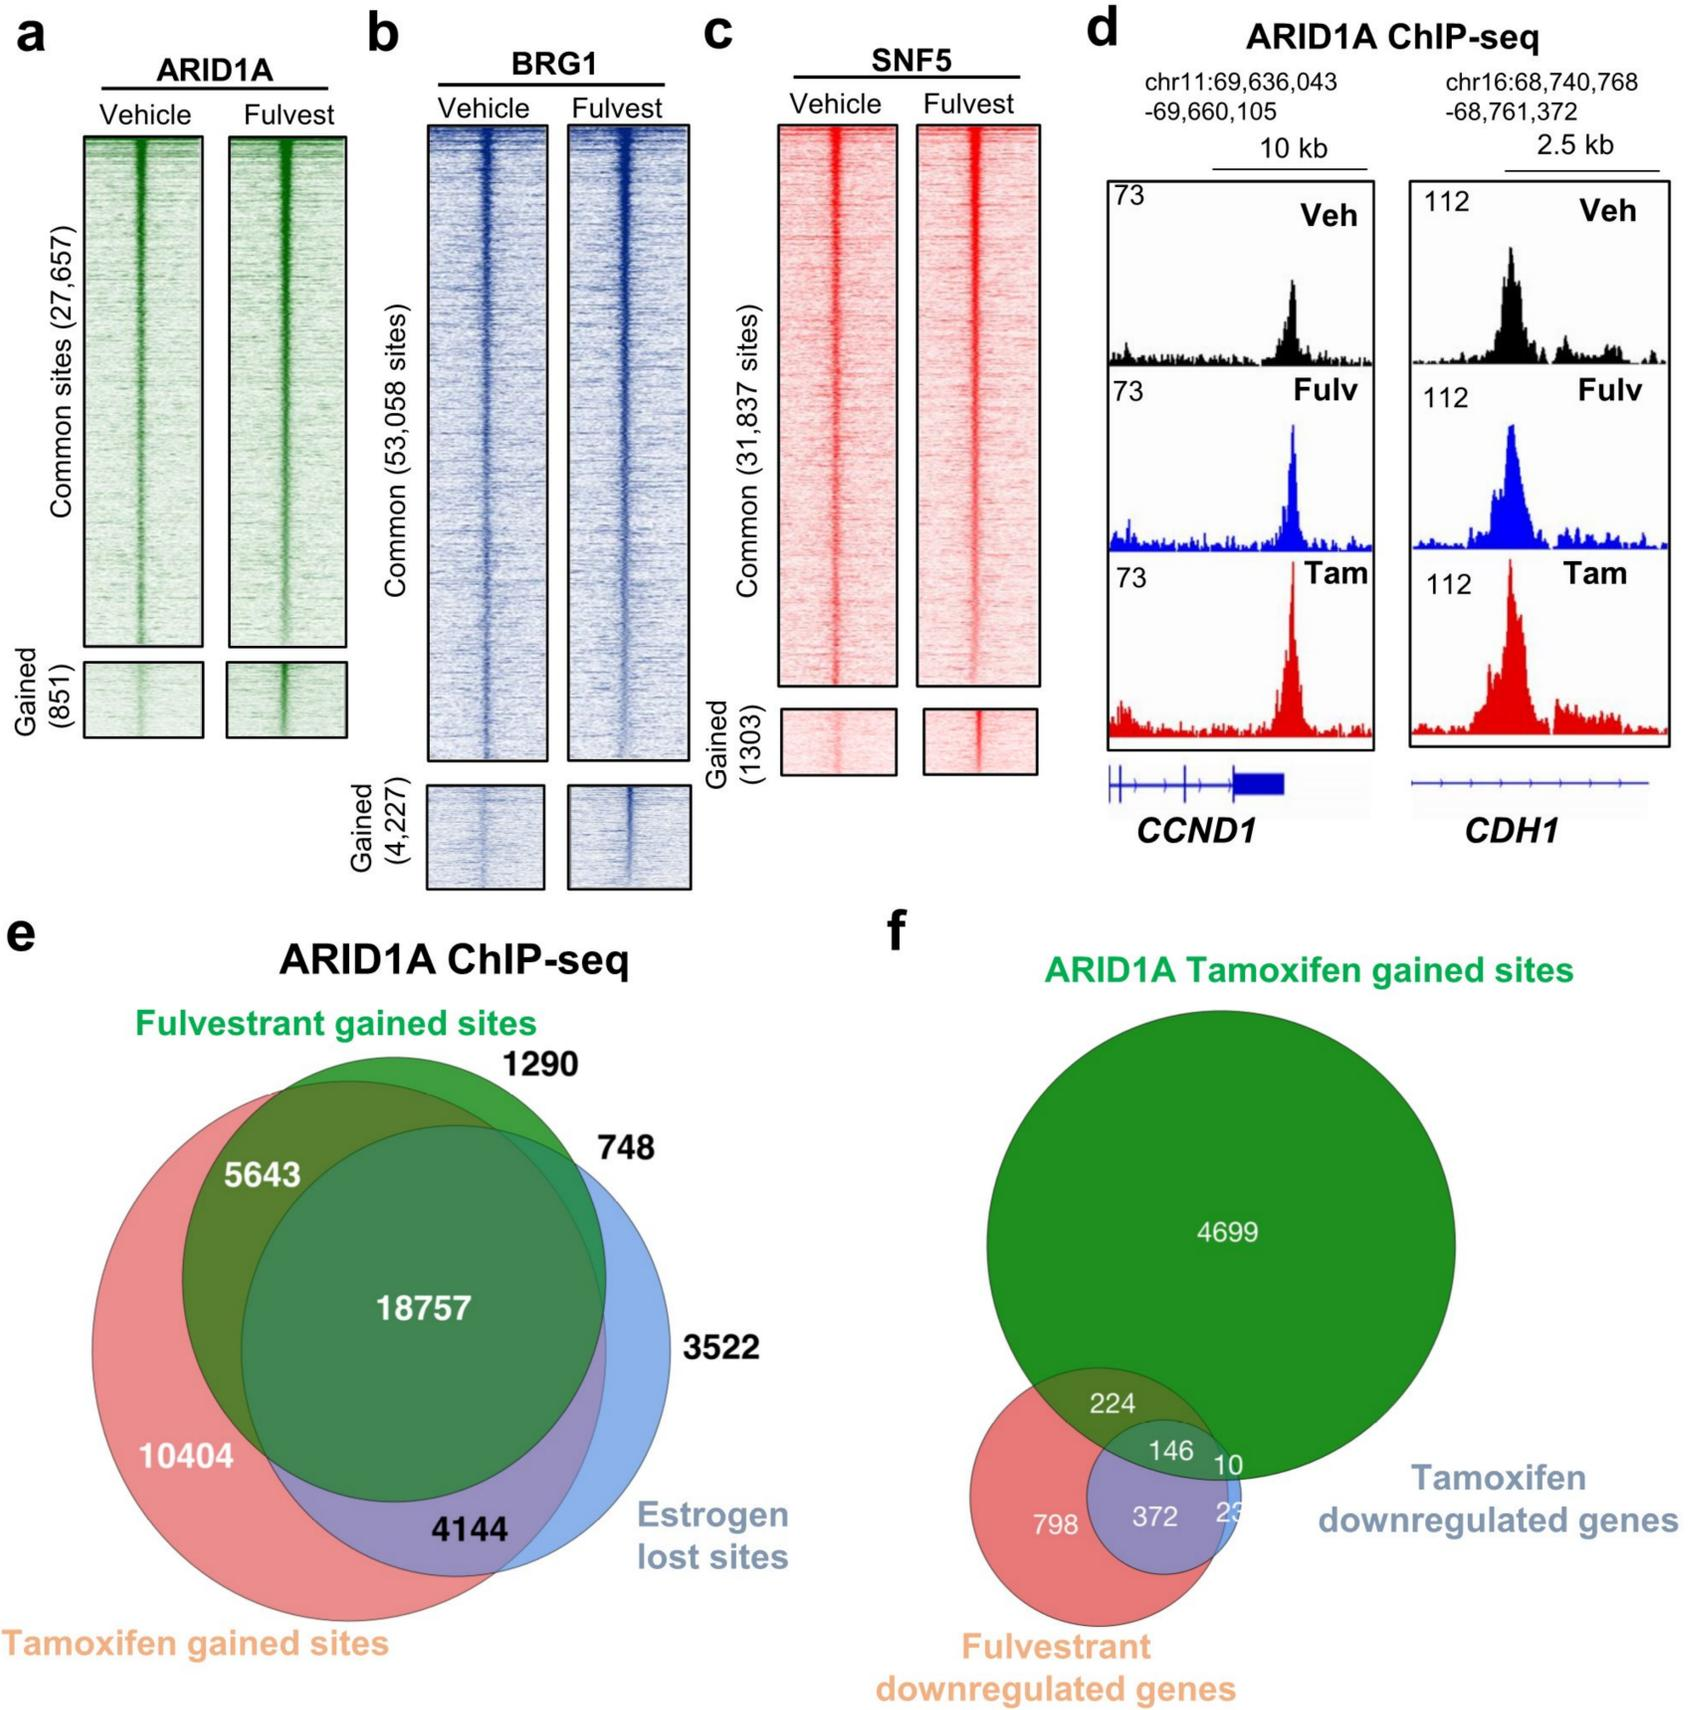 a
ARID1A
Vehicle
Fulvest
Common sites (27,657)
Gained
(851)
b
BRG1
Vehicle
Fulvest
Common (53,058 sites)
Gained
(4,227)
c
SNF5
Vehicle
Fulvest
Common (31,837 sites)
Gained
(1303)
d
ARID1A ChIP-seq
chr11:69,636,043
-69,660,105
10 kb
chr16:68,740,768
-68,761,372
2.5 kb
73
Veh
73
Fulv
73
Tam
CCND1
112
Veh
112
Fulv
112
Tam
CDH1
e
ARID1A ChIP-seq
Fulvestrant gained sites
1290
748
5643
18757
3522
10404
4144
Estrogen
lost sites
Tamoxifen gained sites
f
ARID1A Tamoxifen gained sites
4699
224
146
10
798
372
23
Tamoxifen
downregulated genes
Fulvestrant
downregulated genes